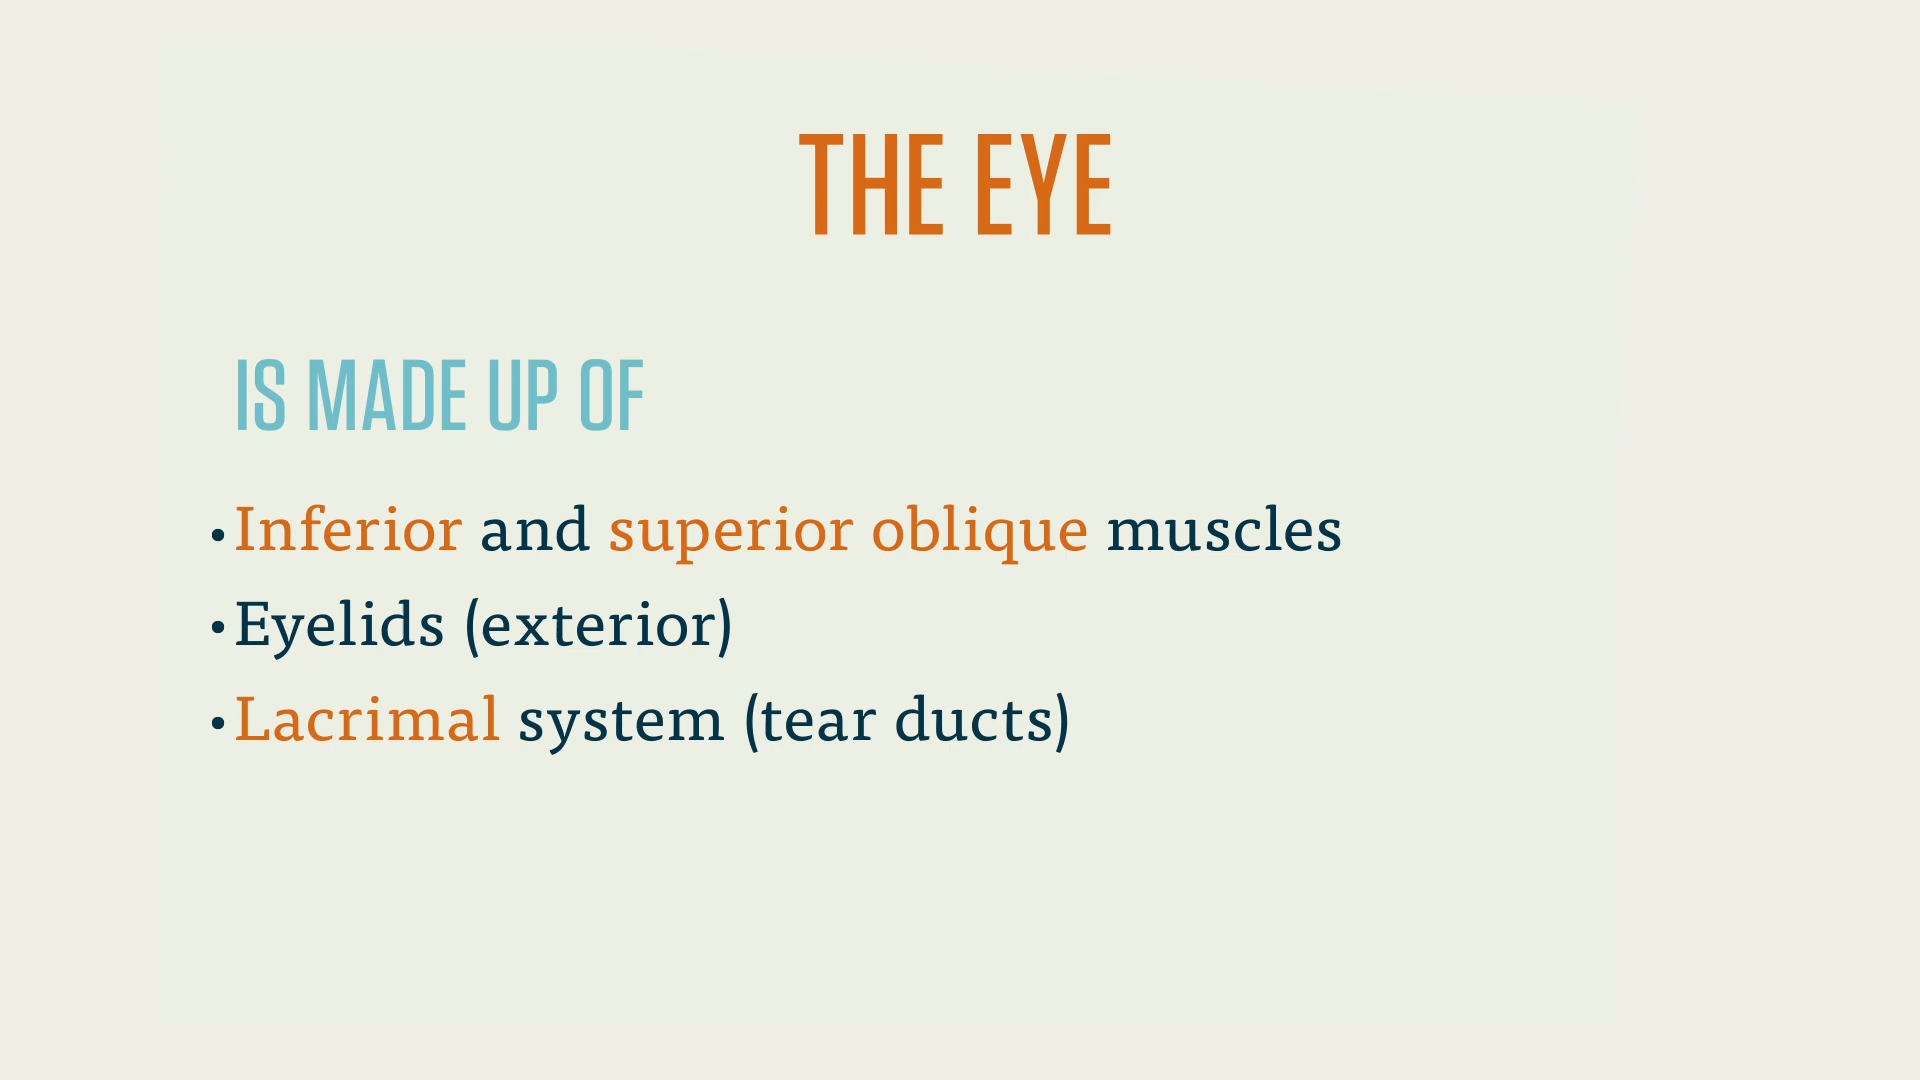 THE EYE
IS MADE UP OF
• Inferior and superior oblique muscles
• Eyelids (exterior)
• Lacrimal system (tear ducts)